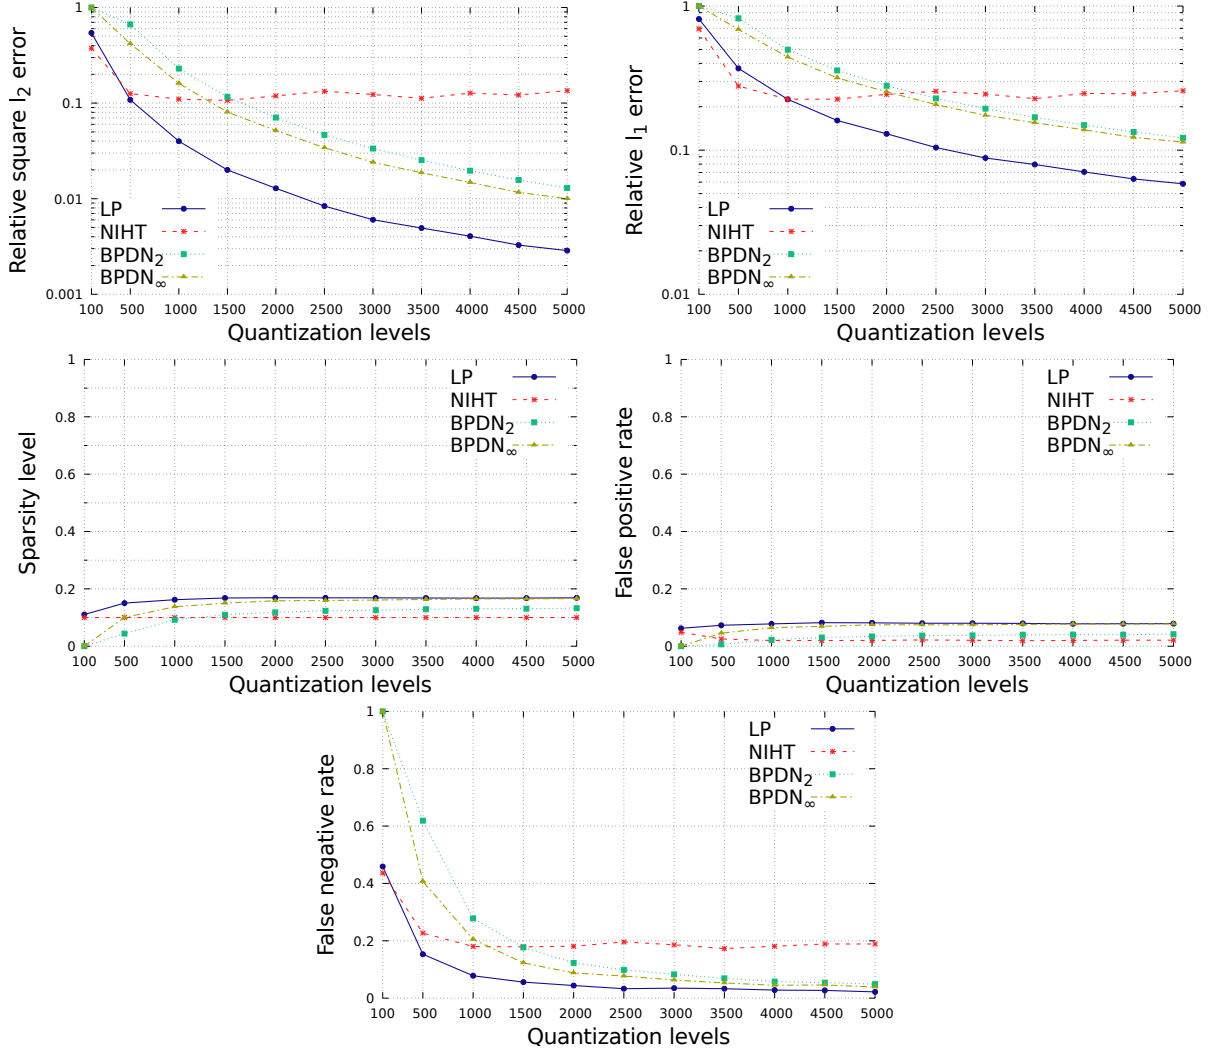 Relative square l2 error
1
0.1
0.01
0.001
LP
NIHT
BPDN2
BPDN∞
100 500 1000 1500 2000 2500 3000 3500 4000 4500 5000
Quantization levels
Relative l1 error
1
0.1
0.01
LP
NIHT
BPDN2
BPDN∞
100 500 1000 1500 2000 2500 3000 3500 4000 4500 5000
Quantization levels
Sparsity level
1
0.8
0.6
0.4
0.2
0
LP
NIHT
BPDN2
BPDN∞
100 500 1000 1500 2000 2500 3000 3500 4000 4500 5000
Quantization levels
False positive rate
1
0.8
0.6
0.4
0.2
0
LP
NIHT
BPDN2
BPDN∞
100 500 1000 1500 2000 2500 3000 3500 4000 4500 5000
Quantization levels
False negative rate
1
0.8
0.6
0.4
0.2
0
LP
NIHT
BPDN2
BPDN∞
100 500 1000 1500 2000 2500 3000 3500 4000 4500 5000
Quantization levels